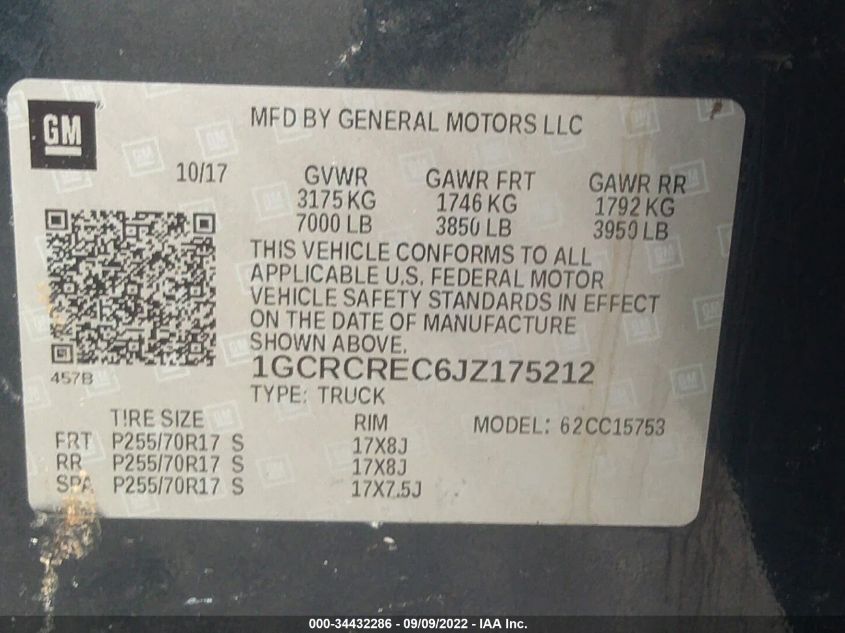 GM
MFD BY GENERAL MOTORS LLC
10/17 GVWR GAWR FRT GAWR RR
3175 KG 1746 KG 1792 KG
7000 LB 3850 LB 3950 LB
THIS VEHICLE CONFORMS TO ALL
APPLICABLE U.S. FEDERAL MOTOR
VEHICLE SAFETY STANDARDS IN EFFECT
ON THE DATE OF MANUFACTURE
SHOWN ABOVE.
457B
1GCRCREC6JZ175212
TYPE: TRUCK
TIRE SIZE RIM MODEL: 62CC15753
FRT P255/70R17 S 17X8J
RR P255/70R17 S 17X8J
SPA P255/70R17 S 17X7.5J
000-34432286 - 09/09/2022 - IAA Inc.